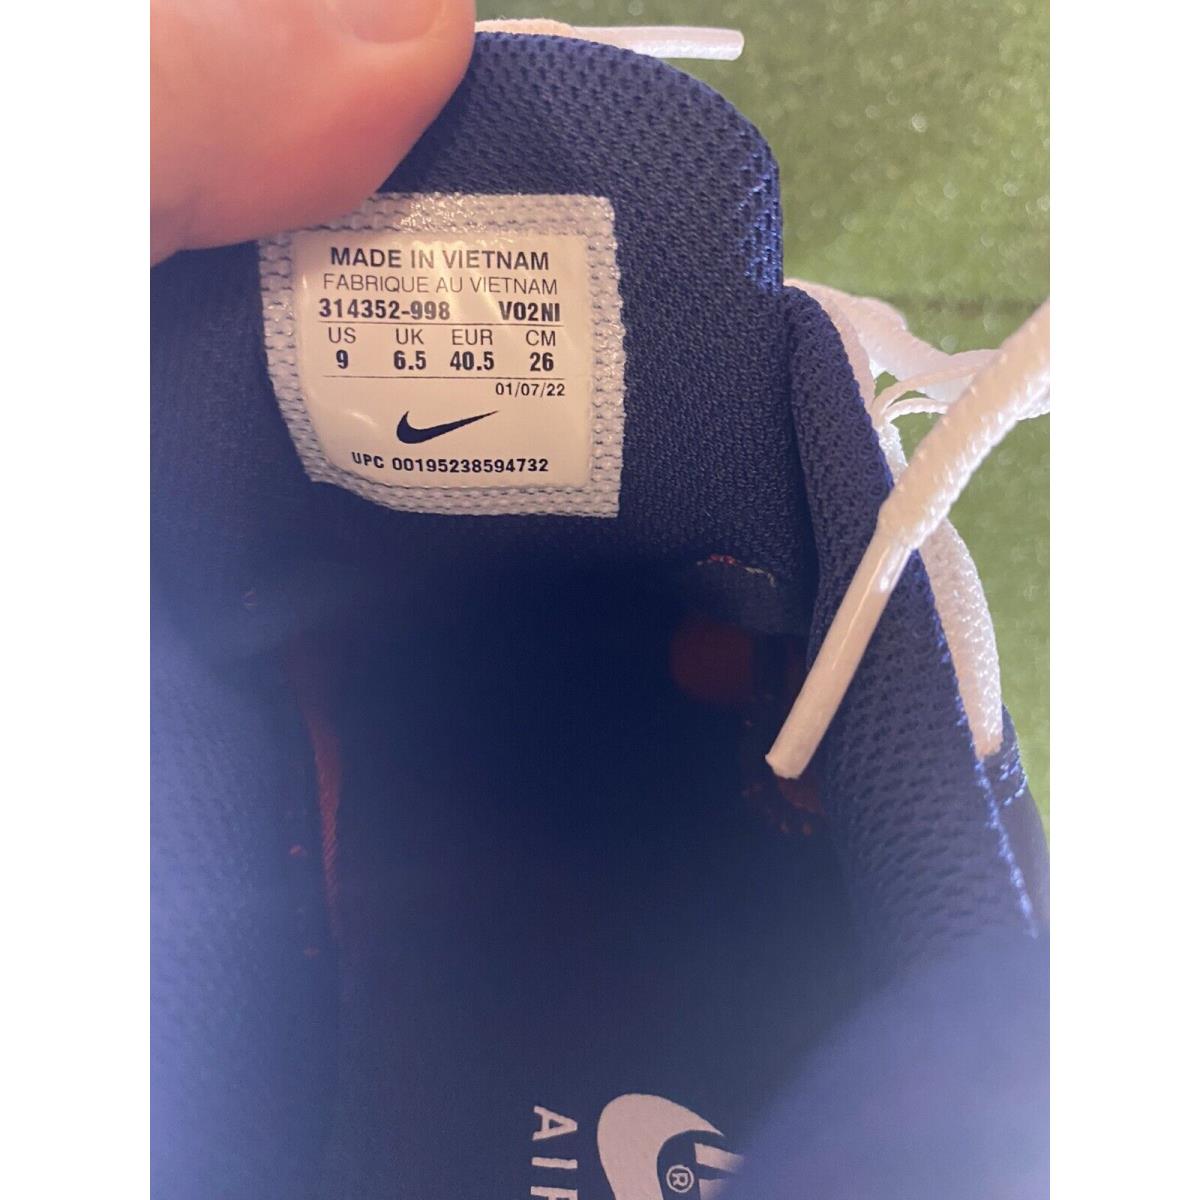 MADE IN VIETNAM
FABRIQUE AU VIETNAM
314352-998 V02NI
US UK EUR CM
9 6.5 40.5 26
01/07/22
UPC 00195238594732
AIR
®